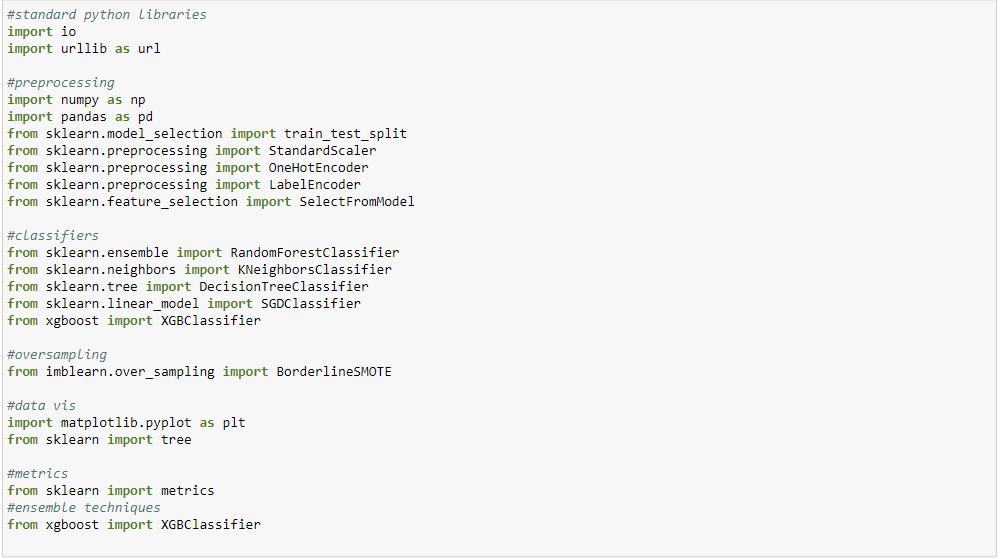 #standard python libraries
import io
import urllib as url
#preprocessing
import numpy as np
import pandas as pd
from sklearn.model_selection import train_test_split
from sklearn.preprocessing import StandardScaler
from sklearn.preprocessing import OneHotEncoder
from sklearn.preprocessing import LabelEncoder
from sklearn.feature_selection import SelectFromModel
#classifiers
from sklearn.ensemble import RandomForestClassifier
from sklearn.neighbors import KNeighborsClassifier
from sklearn.tree import DecisionTreeClassifier
from sklearn.linear_model import SGDClassifier
from xgboost import XGBClassifier
#oversampling
from imblearn.over_sampling import BorderlineSMOTE
#data vis
import matplotlib.pyplot as plt
from sklearn import tree
#metrics
from sklearn import metrics
#ensemble techniques
from xgboost import XGBClassifier